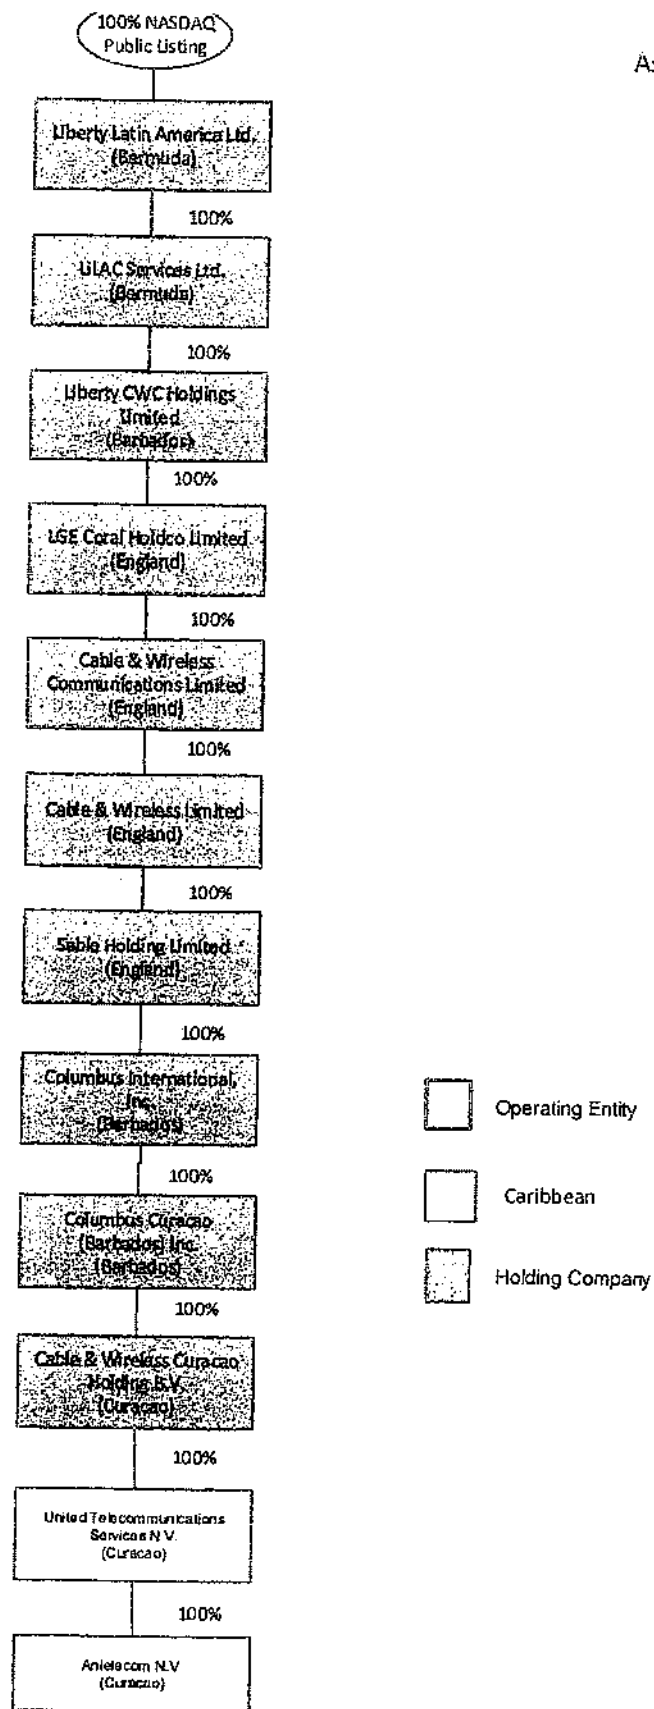 100% NASDAQ
Public Listing
As
Liberty Latin America Ltd.
(Bermuda)
100%
LiLAC Services Ltd.
(Bermuda)
100%
Liberty CWC Holdings
Limited
(Barbados)
100%
LGE Coral Holdco Limited
(England)
100%
Cable & Wireless
Communications Limited
(England)
100%
Cable & Wireless Limited
(England)
100%
Sable Holding Limited
(England)
100%
Columbus International,
Inc.
(Barbados)
100%
Columbus Curacao
(Barbados) Inc.
(Barbados)
100%
Cable & Wireless Curacao
Holding B.V.
(Curacao)
100%
United Telecommunications
Services N.V.
(Curacao)
100%
Antelecom N.V
(Curacao)
Operating Entity
Caribbean
Holding Company